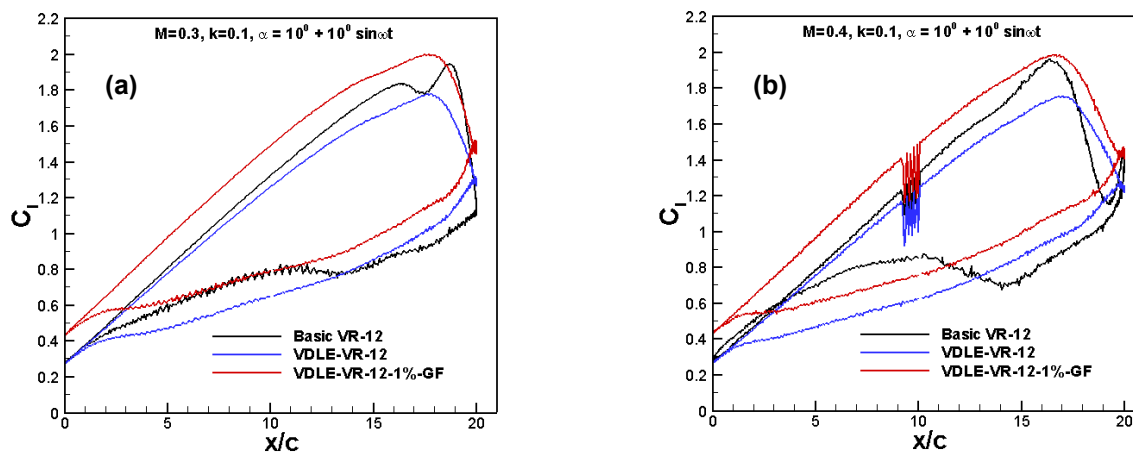 M=0.3, k=0.1, α = 10⁰ + 10⁰ sinωt
(a)
C_l
2.2
2
1.8
1.6
1.4
1.2
1
0.8
0.6
0.4
0.2
0
Basic VR-12
VDLE-VR-12
VDLE-VR-12-1%-GF
0 5 10 15 20
x/c
M=0.4, k=0.1, α = 10⁰ + 10⁰ sinωt
(b)
C_l
2.2
2
1.8
1.6
1.4
1.2
1
0.8
0.6
0.4
0.2
0
Basic VR-12
VDLE-VR-12
VDLE-VR-12-1%-GF
0 5 10 15 20
x/c